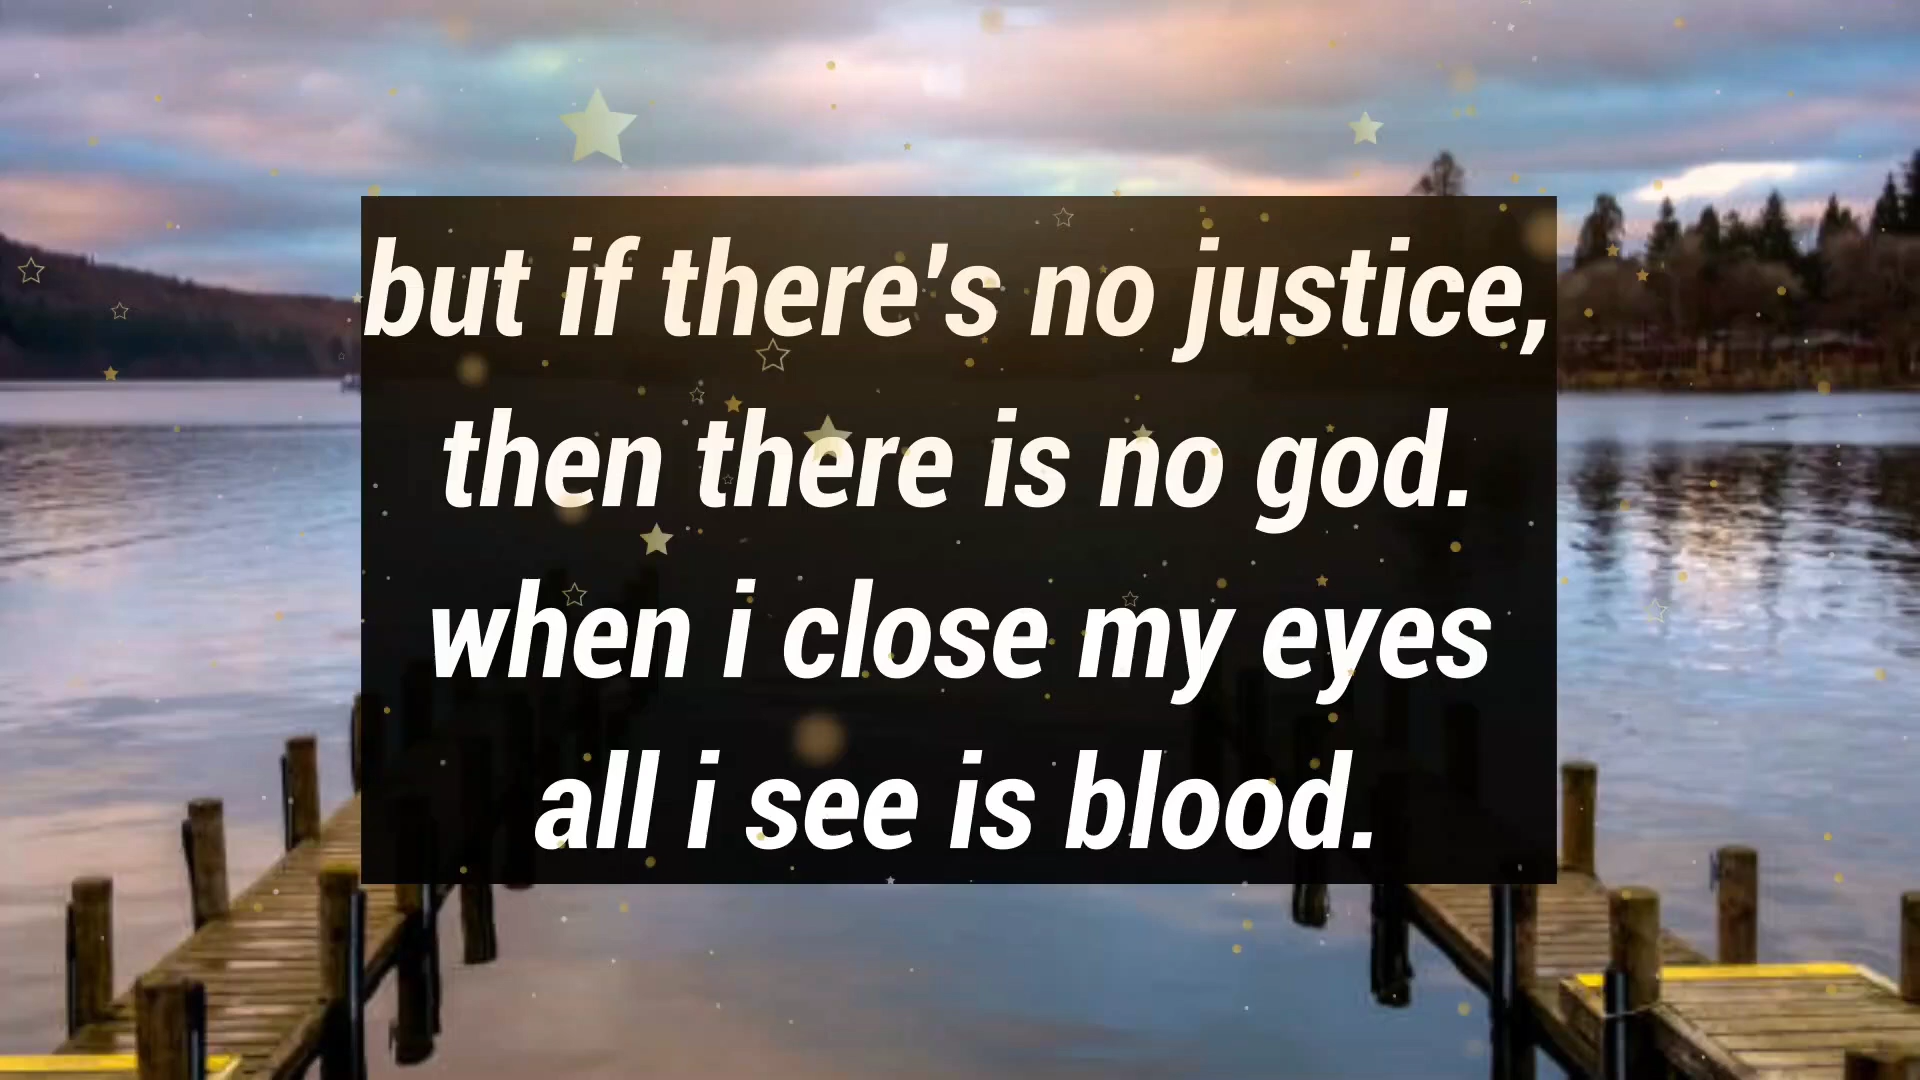 but if there's no justice,
then there is no god.
when i close my eyes
all i see is blood.